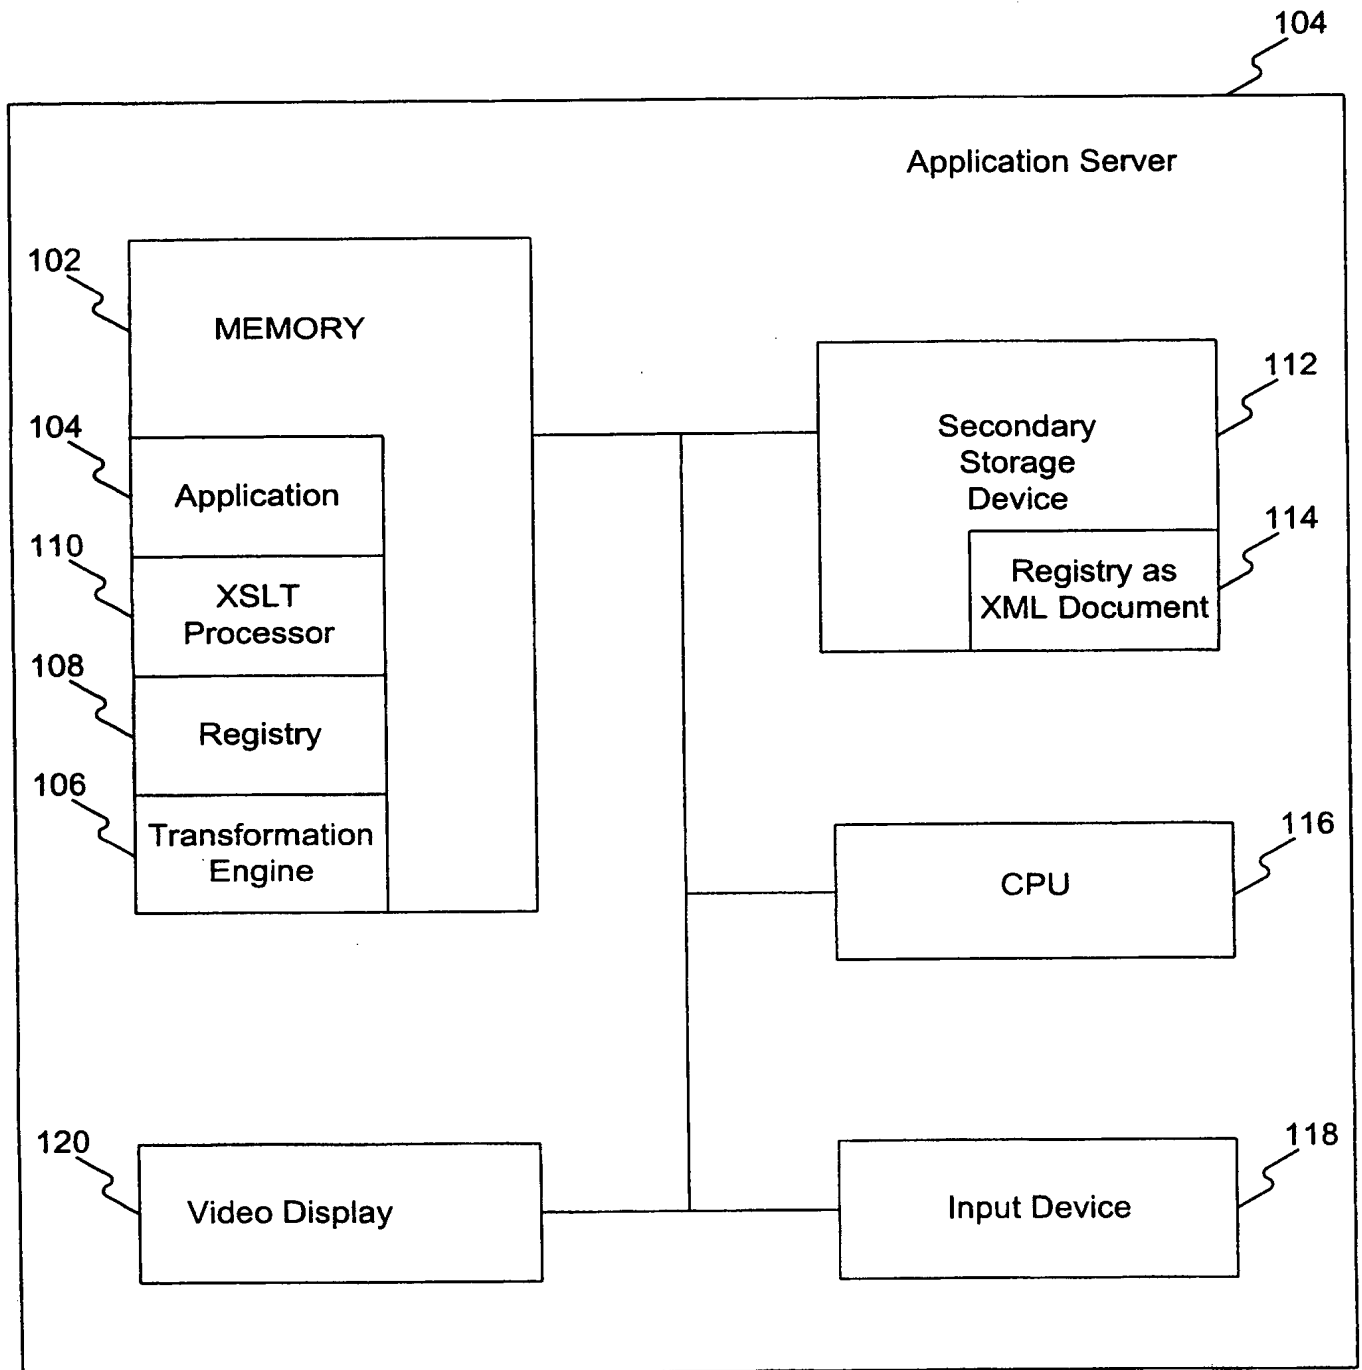 104
Application Server
102
MEMORY
112
Secondary
Storage
Device
104
Application
114
Registry as
XML Document
110
XSLT
Processor
108
Registry
106
Transformation
Engine
116
CPU
120
Video Display
118
Input Device